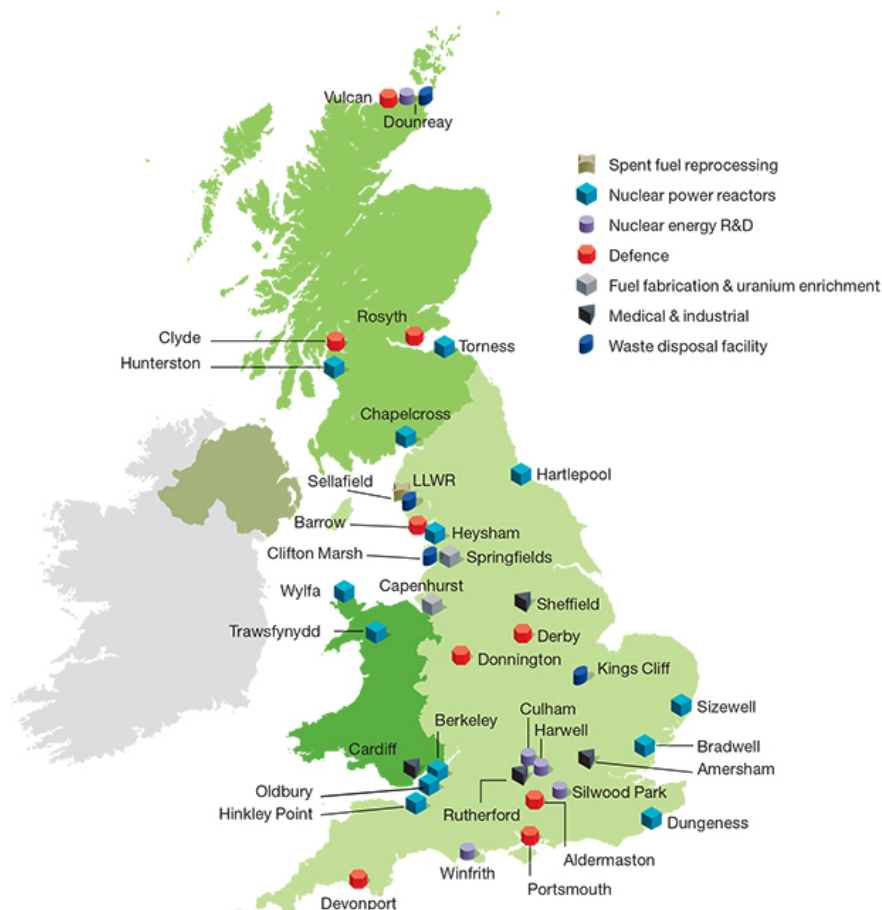 Vulcan
Dounreay
Spent fuel reprocessing
Nuclear power reactors
Nuclear energy R&D
Defence
Fuel fabrication & uranium enrichment
Medical & industrial
Waste disposal facility
Rosyth
Clyde
Torness
Hunterston
Chapelcross
Hartlepool
Sellafield
LLWR
Barrow
Heysham
Clifton Marsh
Springfields
Wylfa
Capenhurst
Sheffield
Trawsfynydd
Derby
Donnington
Kings Cliff
Sizewell
Culham
Berkeley
Harwell
Bradwell
Cardiff
Amersham
Oldbury
Silwood Park
Hinkley Point
Rutherford
Dungeness
Aldermaston
Winfrith
Portsmouth
Devonport